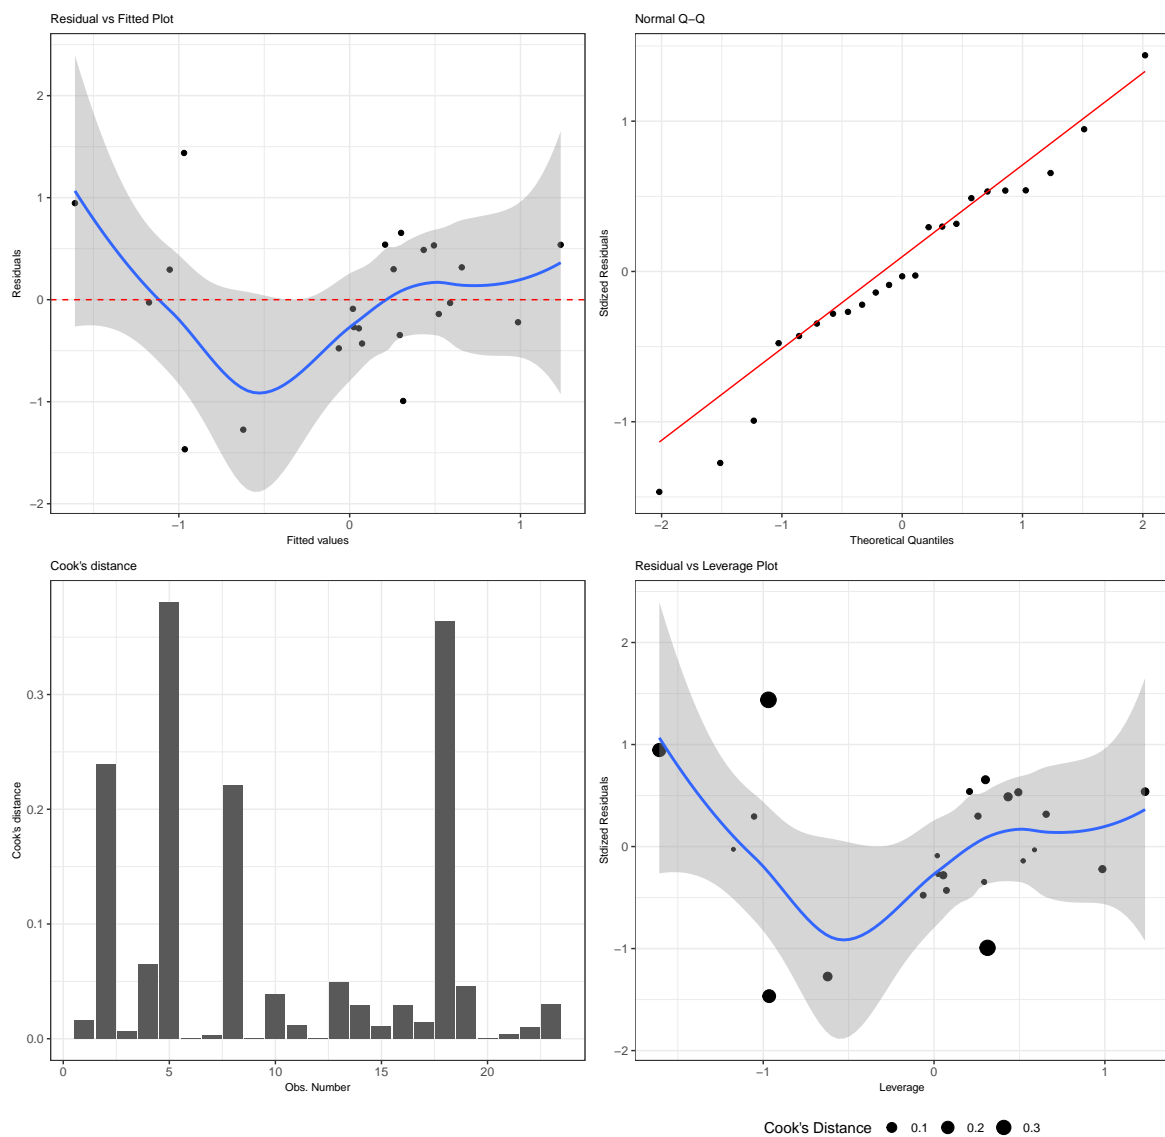 Residual vs Fitted Plot
2
1
0
−1
−2
Residuals
−1
0
1
Fitted values
Normal Q−Q
1
0
−1
Stdized Residuals
−2
−1
0
1
2
Theoretical Quantiles
Cook's distance
0.3
0.2
0.1
0.0
Cook's distance
0
5
10
15
20
Obs. Number
Residual vs Leverage Plot
2
1
0
−1
−2
Stdized Residuals
−1
0
1
Leverage
Cook's Distance 0.1 0.2 0.3